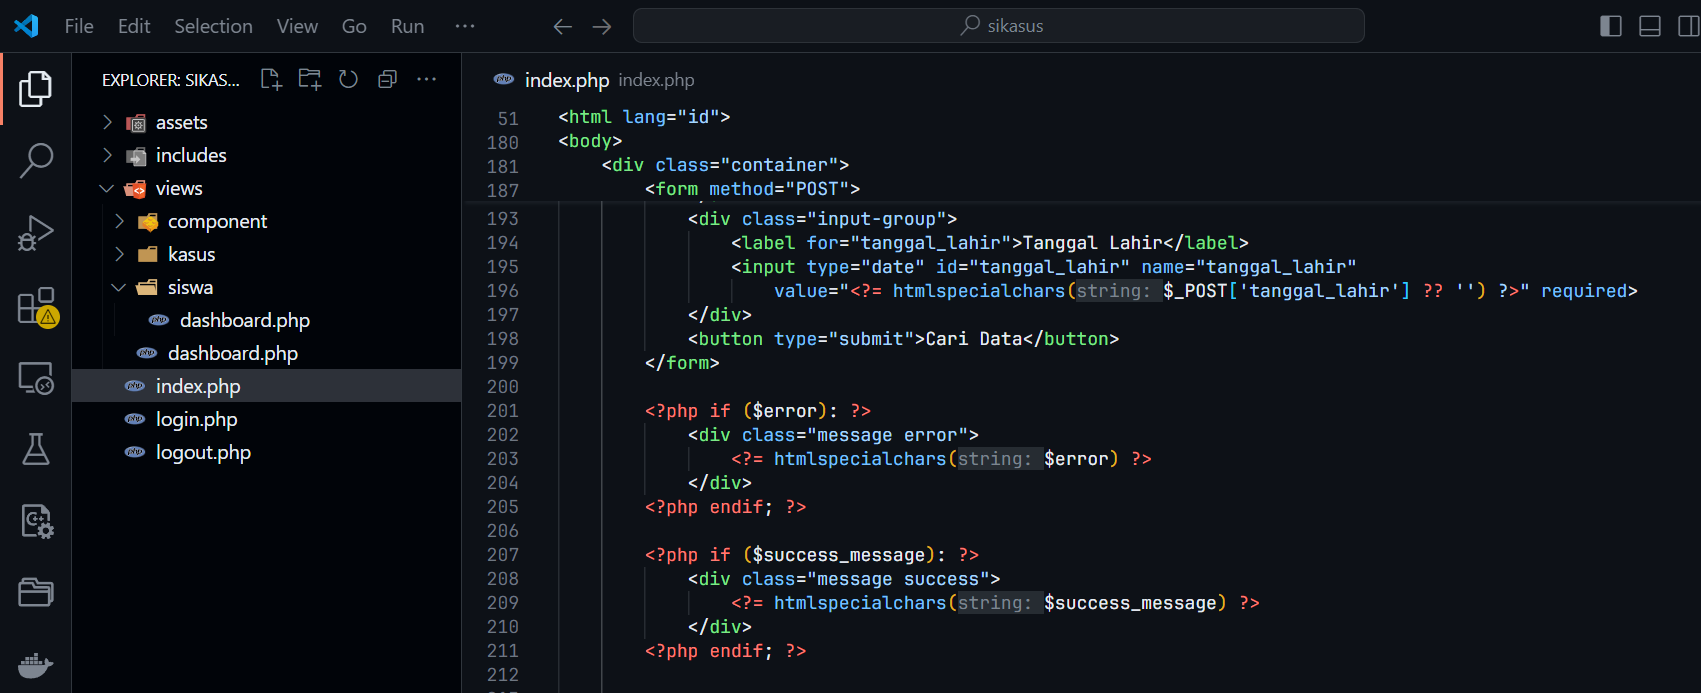 File Edit Selection View Go Run ··· sikasus
EXPLORER: SIKAS...
assets
includes
views
component
kasus
siswa
dashboard.php
dashboard.php
index.php
login.php
logout.php
index.php index.php
51 <html lang="id">
180 <body>
181 <div class="container">
187 <form method="POST">
193 <div class="input-group">
194 <label for="tanggal_lahir">Tanggal Lahir</label>
195 <input type="date" id="tanggal_lahir" name="tanggal_lahir"
196 value="<?= htmlspecialchars(string: $_POST['tanggal_lahir'] ?? '') ?>" required>
197 </div>
198 <button type="submit">Cari Data</button>
199 </form>
200
201 <?php if ($error): ?>
202 <div class="message error">
203 <?= htmlspecialchars(string: $error) ?>
204 </div>
205 <?php endif; ?>
206
207 <?php if ($success_message): ?>
208 <div class="message success">
209 <?= htmlspecialchars(string: $success_message) ?>
210 </div>
211 <?php endif; ?>
212